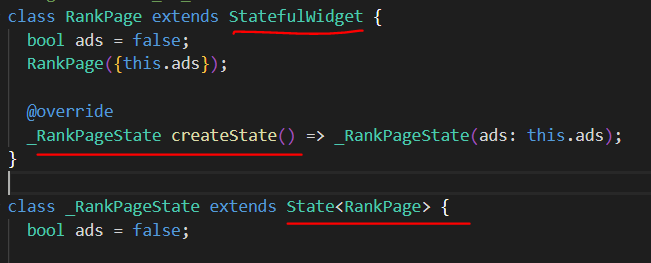 class RankPage extends StatefulWidget {
bool ads = false;
RankPage({this.ads});
@override
_RankPageState createState() => _RankPageState(ads: this.ads);
}
class _RankPageState extends State<RankPage> {
bool ads = false;